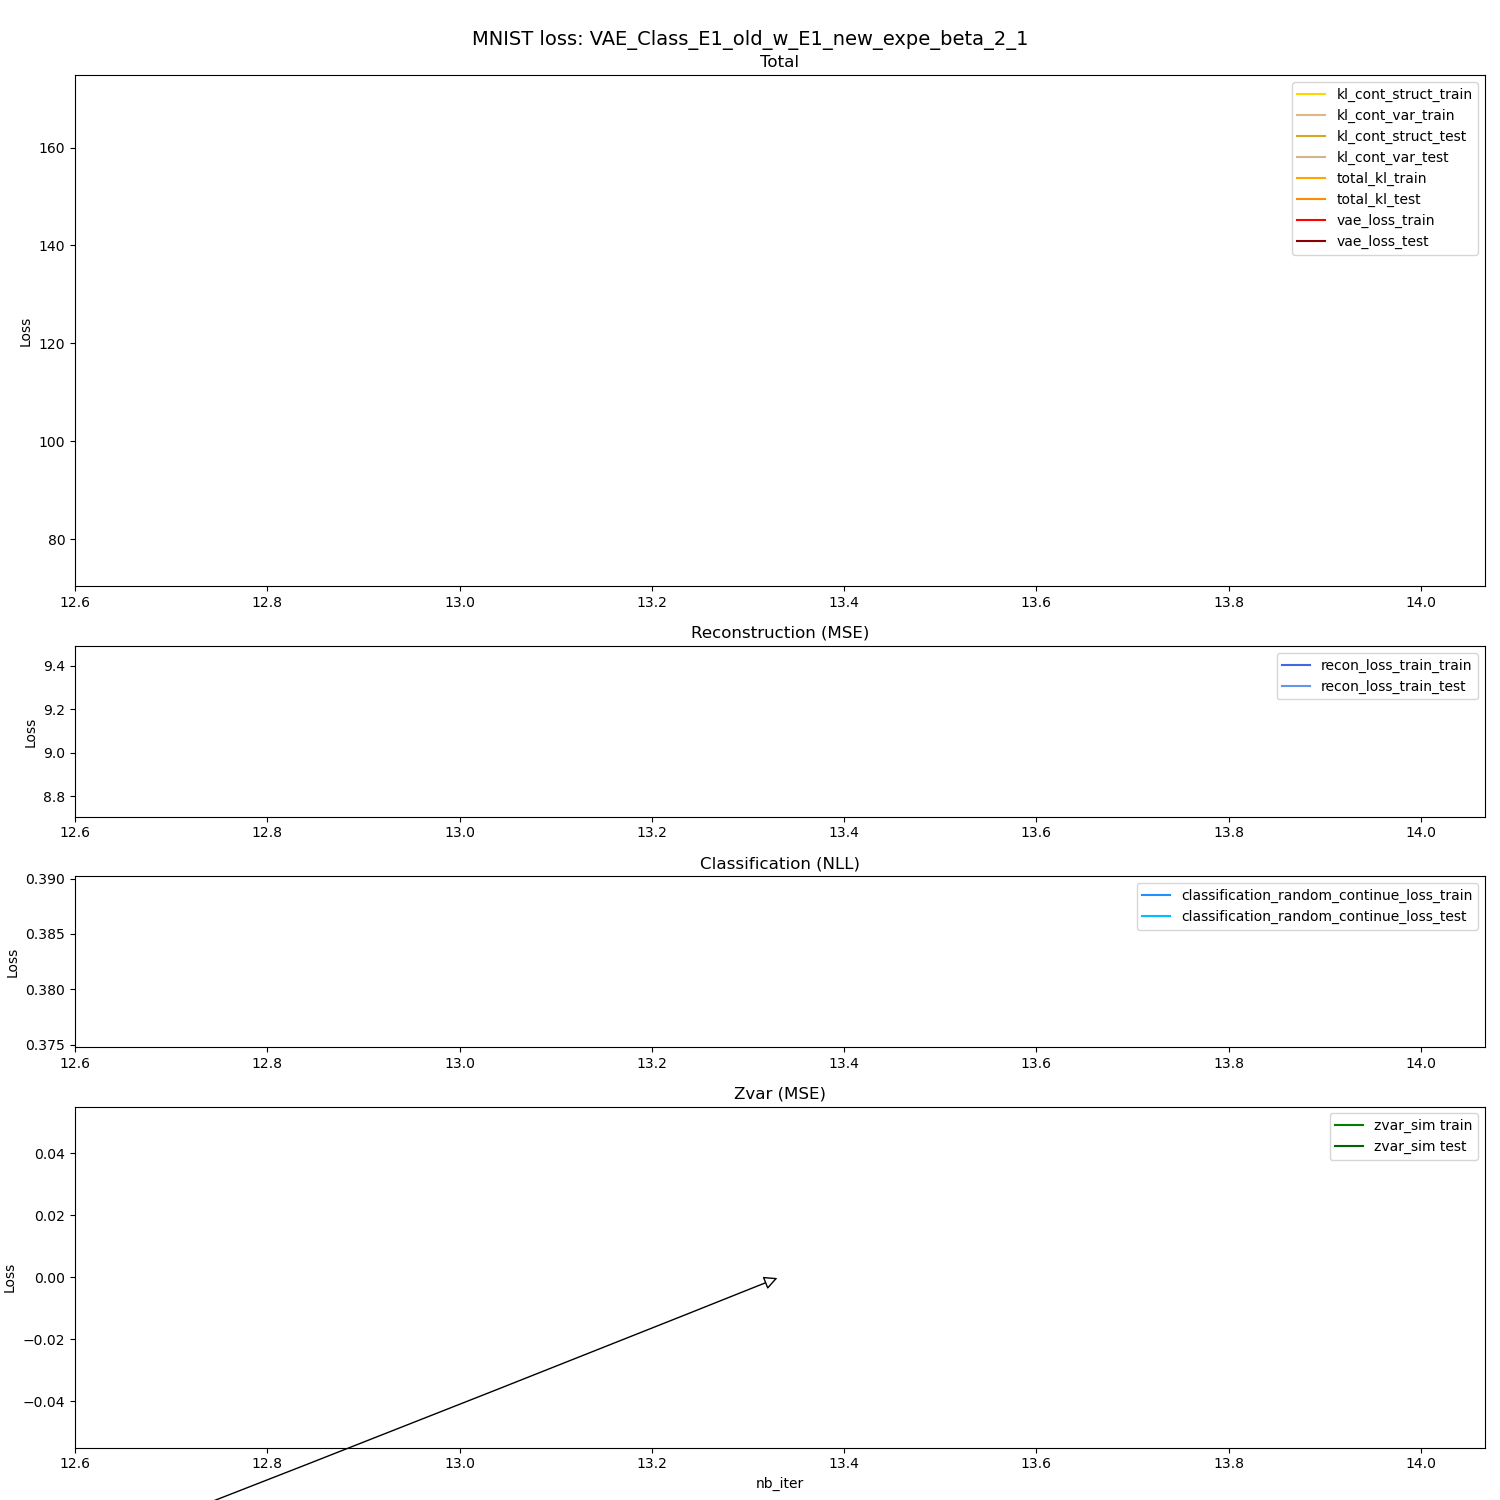 MNIST loss: VAE_Class_E1_old_w_E1_new_expe_beta_2_1
Total
kl_cont_struct_train
kl_cont_var_train
kl_cont_struct_test
kl_cont_var_test
total_kl_train
total_kl_test
vae_loss_train
vae_loss_test
160
140
120
100
80
Loss
12.6 12.8 13.0 13.2 13.4 13.6 13.8 14.0
Reconstruction (MSE)
recon_loss_train_train
recon_loss_train_test
9.4
9.2
9.0
8.8
Loss
12.6 12.8 13.0 13.2 13.4 13.6 13.8 14.0
Classification (NLL)
classification_random_continue_loss_train
classification_random_continue_loss_test
0.390
0.385
0.380
0.375
Loss
12.6 12.8 13.0 13.2 13.4 13.6 13.8 14.0
Zvar (MSE)
zvar_sim train
zvar_sim test
0.04
0.02
0.00
−0.02
−0.04
Loss
12.6 12.8 13.0 13.2 13.4 13.6 13.8 14.0
nb_iter